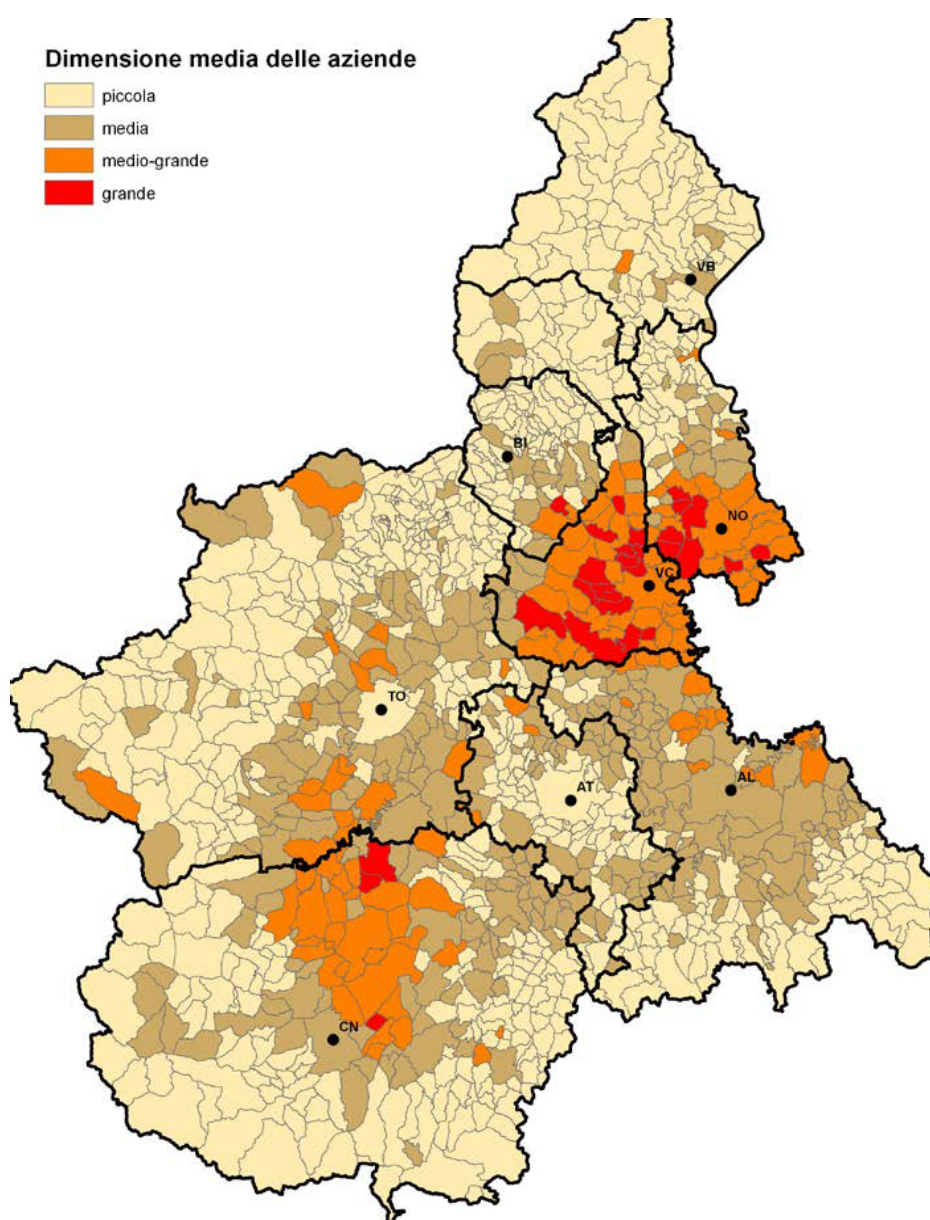 Dimensione media delle aziende
piccola
media
medio-grande
grande
VB
BI
NO
VC
TO
AL
AT
CN